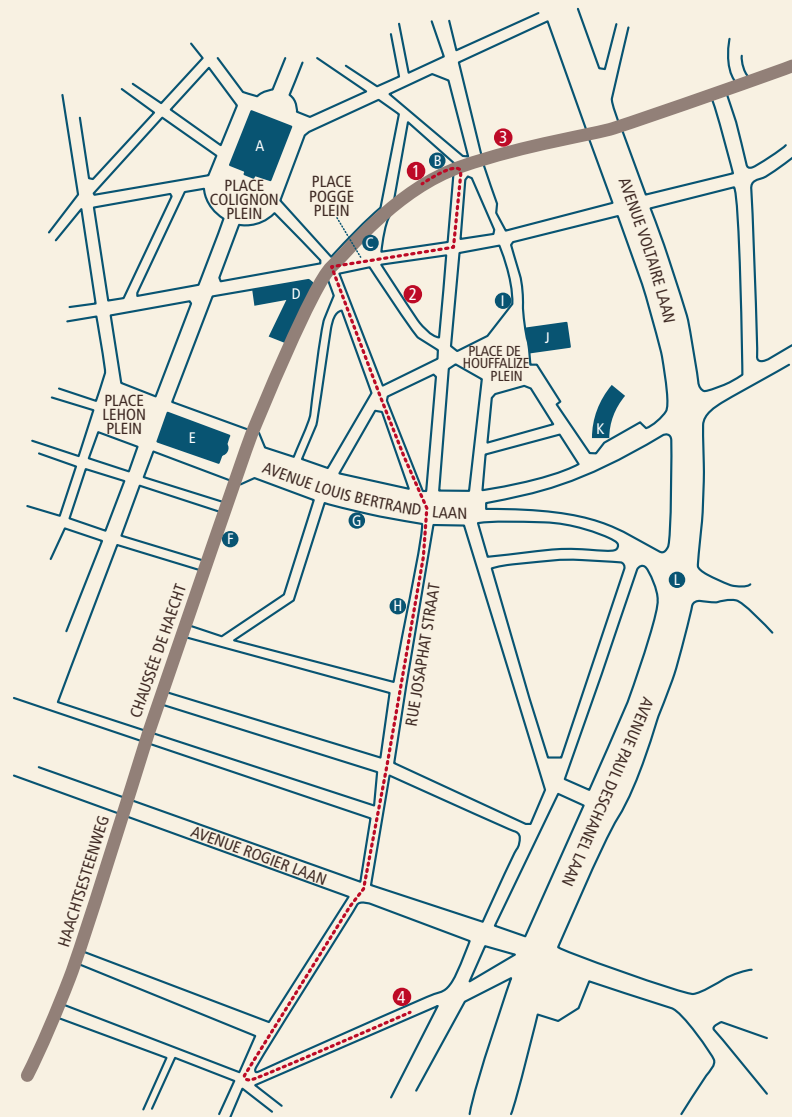 3
A
B
1
PLACE
COLIGNON
PLEIN
PLACE
POGGE
PLEIN
AVENUE VOLTAIRE LAAN
C
D
2
I
J
PLACE DE
HOUFFALIZE
PLEIN
PLACE
LEHON
PLEIN
E
K
AVENUE LOUIS BERTRAND LAAN
G
F
L
H
RUE JOSAPHAT STRAAT
CHAUSSÉE DE HAECHT
AVENUE PAUL DESCHANEL LAAN
AVENUE ROGIER LAAN
HAACHTSESTEENWEG
4